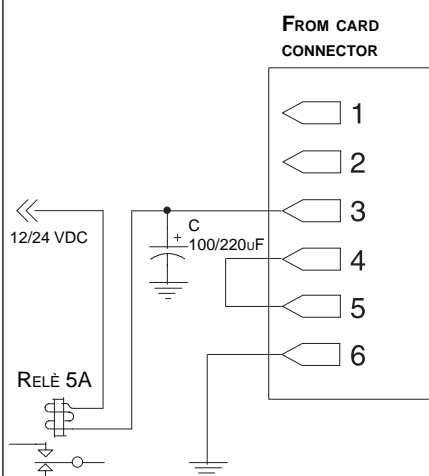 FROM CARD
CONNECTOR
1
2
3
12/24 VDC
+ C
100/220UF
4
5
6
RELÈ 5A